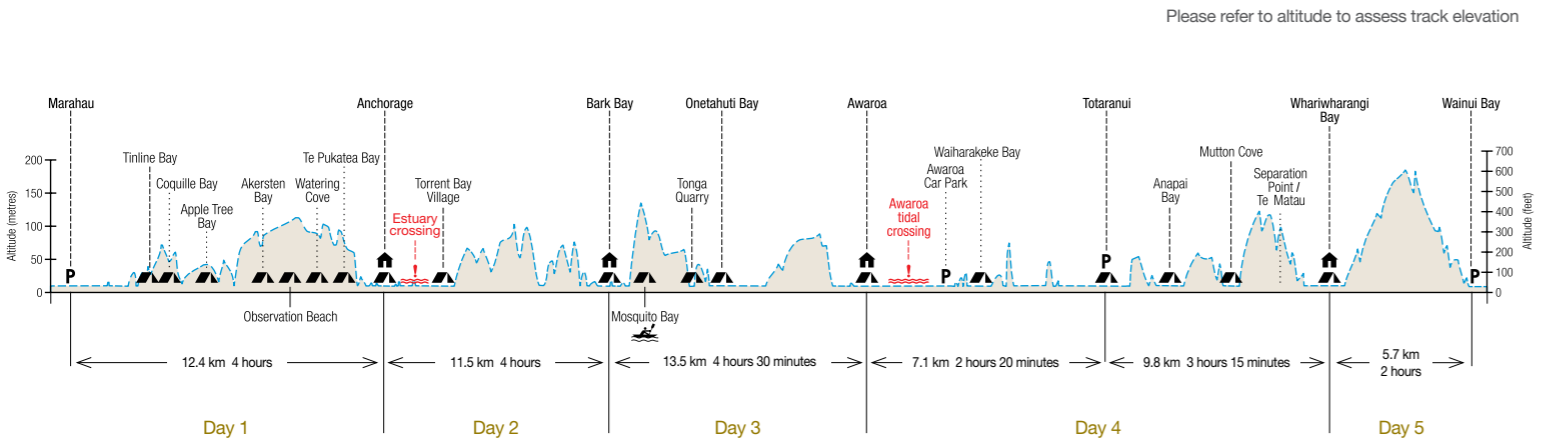 Please refer to altitude to assess track elevation
Marahau
Anchorage
Bark Bay
Onetahuti Bay
Awaroa
Totaranui
Whariwharangi
Bay
Wainui Bay
Tinline Bay
Te Pukatea Bay
Waiharakeke Bay
Mutton Cove
Coquille Bay
Akersten
Bay
Watering
Cove
Torrent Bay
Village
Tonga
Quarry
Awaroa
Car Park
Anapai
Bay
Separation
Point /
Te Matau
Apple Tree
Bay
Estuary
crossing
Awaroa
tidal
crossing
Altitude (metres)
200
150
100
50
0
700
600
500
400
300
200
100
0
Altitude (feet)
P
P
P
P
Observation Beach
Mosquito Bay
12.4 km 4 hours
11.5 km 4 hours
13.5 km 4 hours 30 minutes
7.1 km 2 hours 20 minutes
9.8 km 3 hours 15 minutes
5.7 km
2 hours
Day 1
Day 2
Day 3
Day 4
Day 5